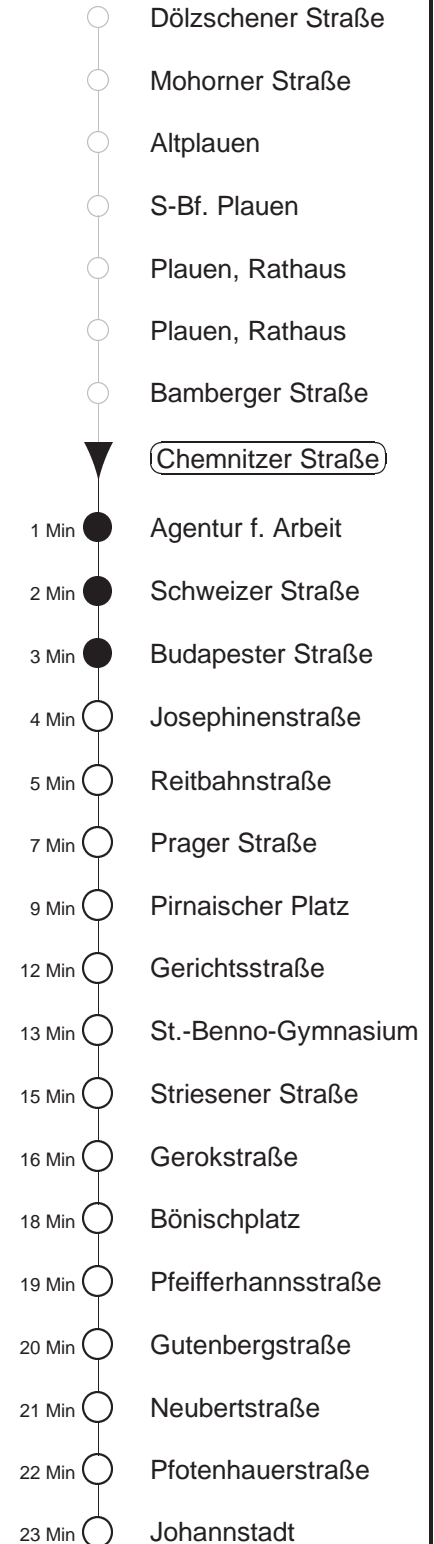 Dölzschener Straße
Mohorner Straße
Altplauen
S-Bf. Plauen
Plauen, Rathaus
Plauen, Rathaus
Bamberger Straße
Chemnitzer Straße
1 Min Agentur f. Arbeit
2 Min Schweizer Straße
3 Min Budapester Straße
4 Min Josephinenstraße
5 Min Reitbahnstraße
7 Min Prager Straße
9 Min Pirnaischer Platz
12 Min Gerichtsstraße
13 Min St.-Benno-Gymnasium
15 Min Striesener Straße
16 Min Gerokstraße
18 Min Bönischplatz
19 Min Pfeifferhannsstraße
20 Min Gutenbergstraße
21 Min Neubertstraße
22 Min Pfotenhauerstraße
23 Min Johannstadt